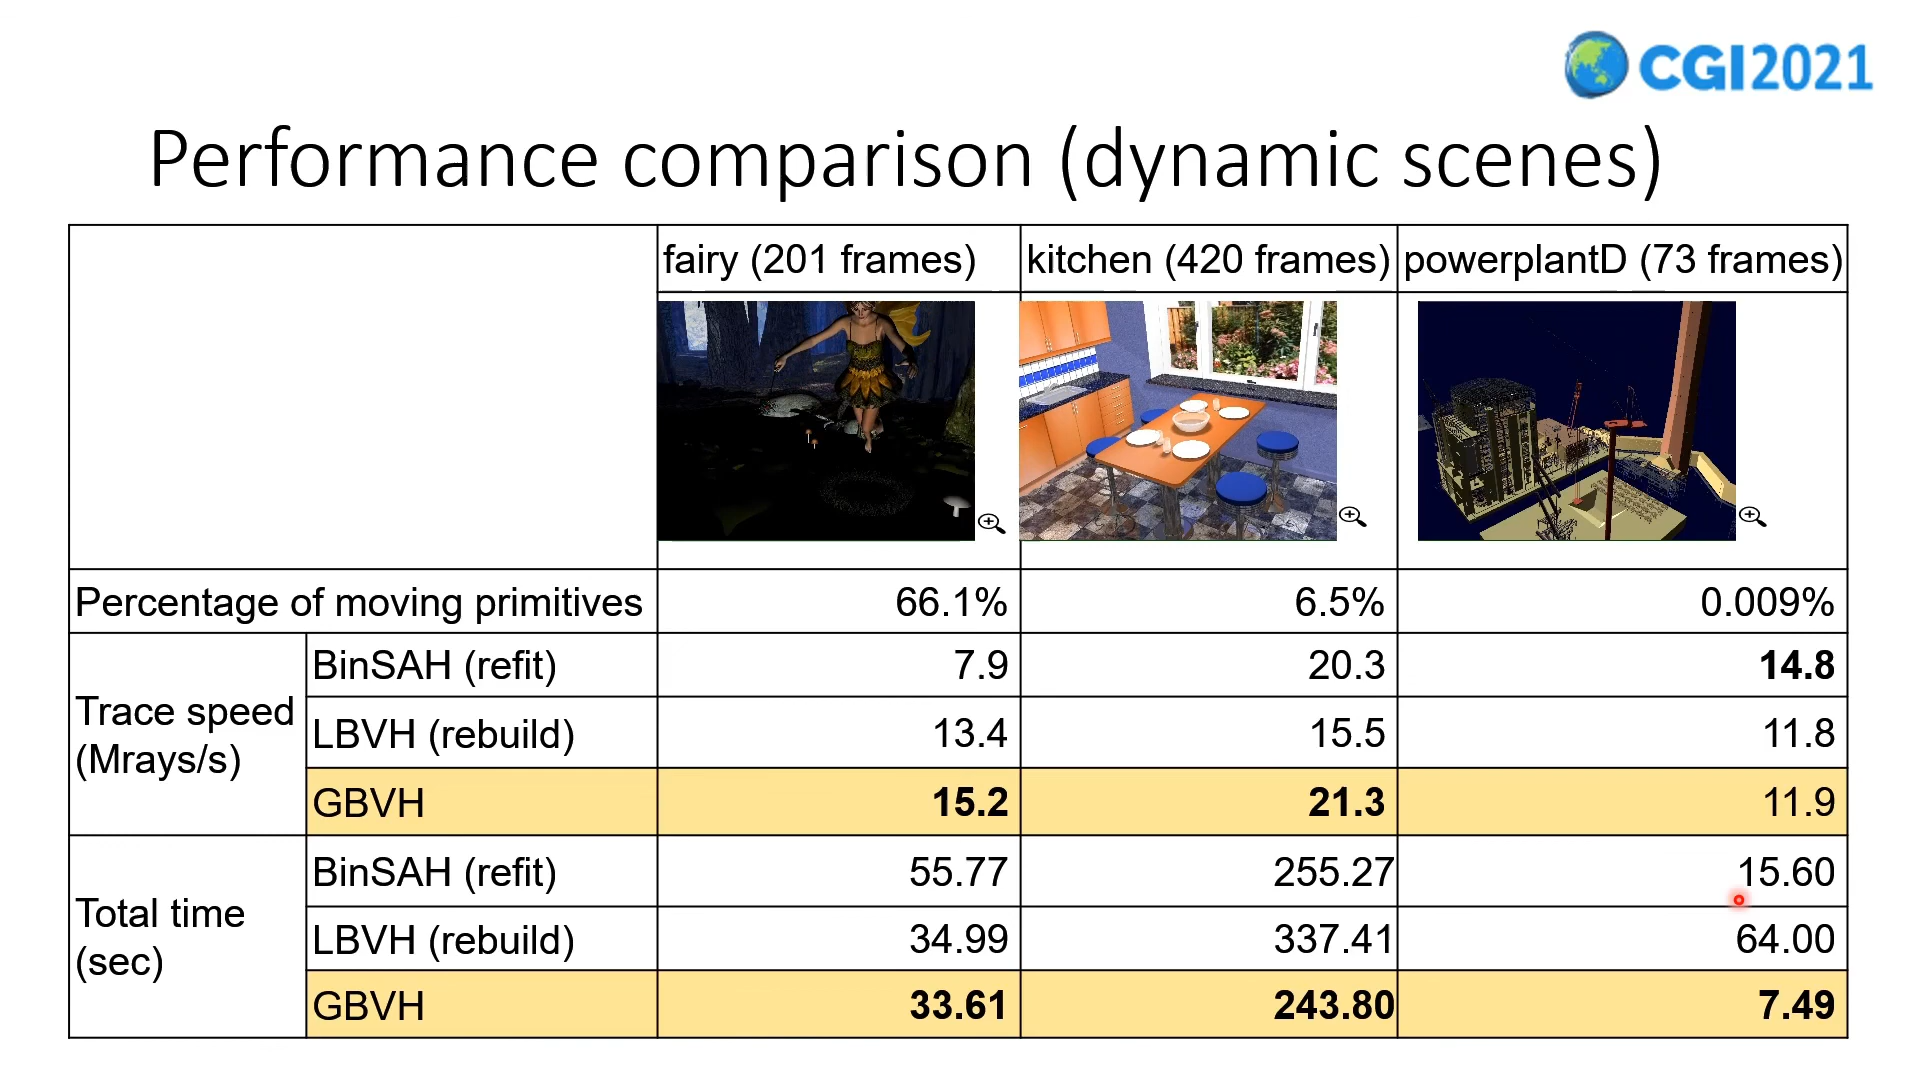 CGI2021
Performance comparison (dynamic scenes)
fairy (201 frames) kitchen (420 frames) powerplantD (73 frames)
Percentage of moving primitives 66.1% 6.5% 0.009%
Trace speed (Mrays/s)
BinSAH (refit) 7.9 20.3 14.8
LBVH (rebuild) 13.4 15.5 11.8
GBVH 15.2 21.3 11.9
Total time (sec)
BinSAH (refit) 55.77 255.27 15.60
LBVH (rebuild) 34.99 337.41 64.00
GBVH 33.61 243.80 7.49